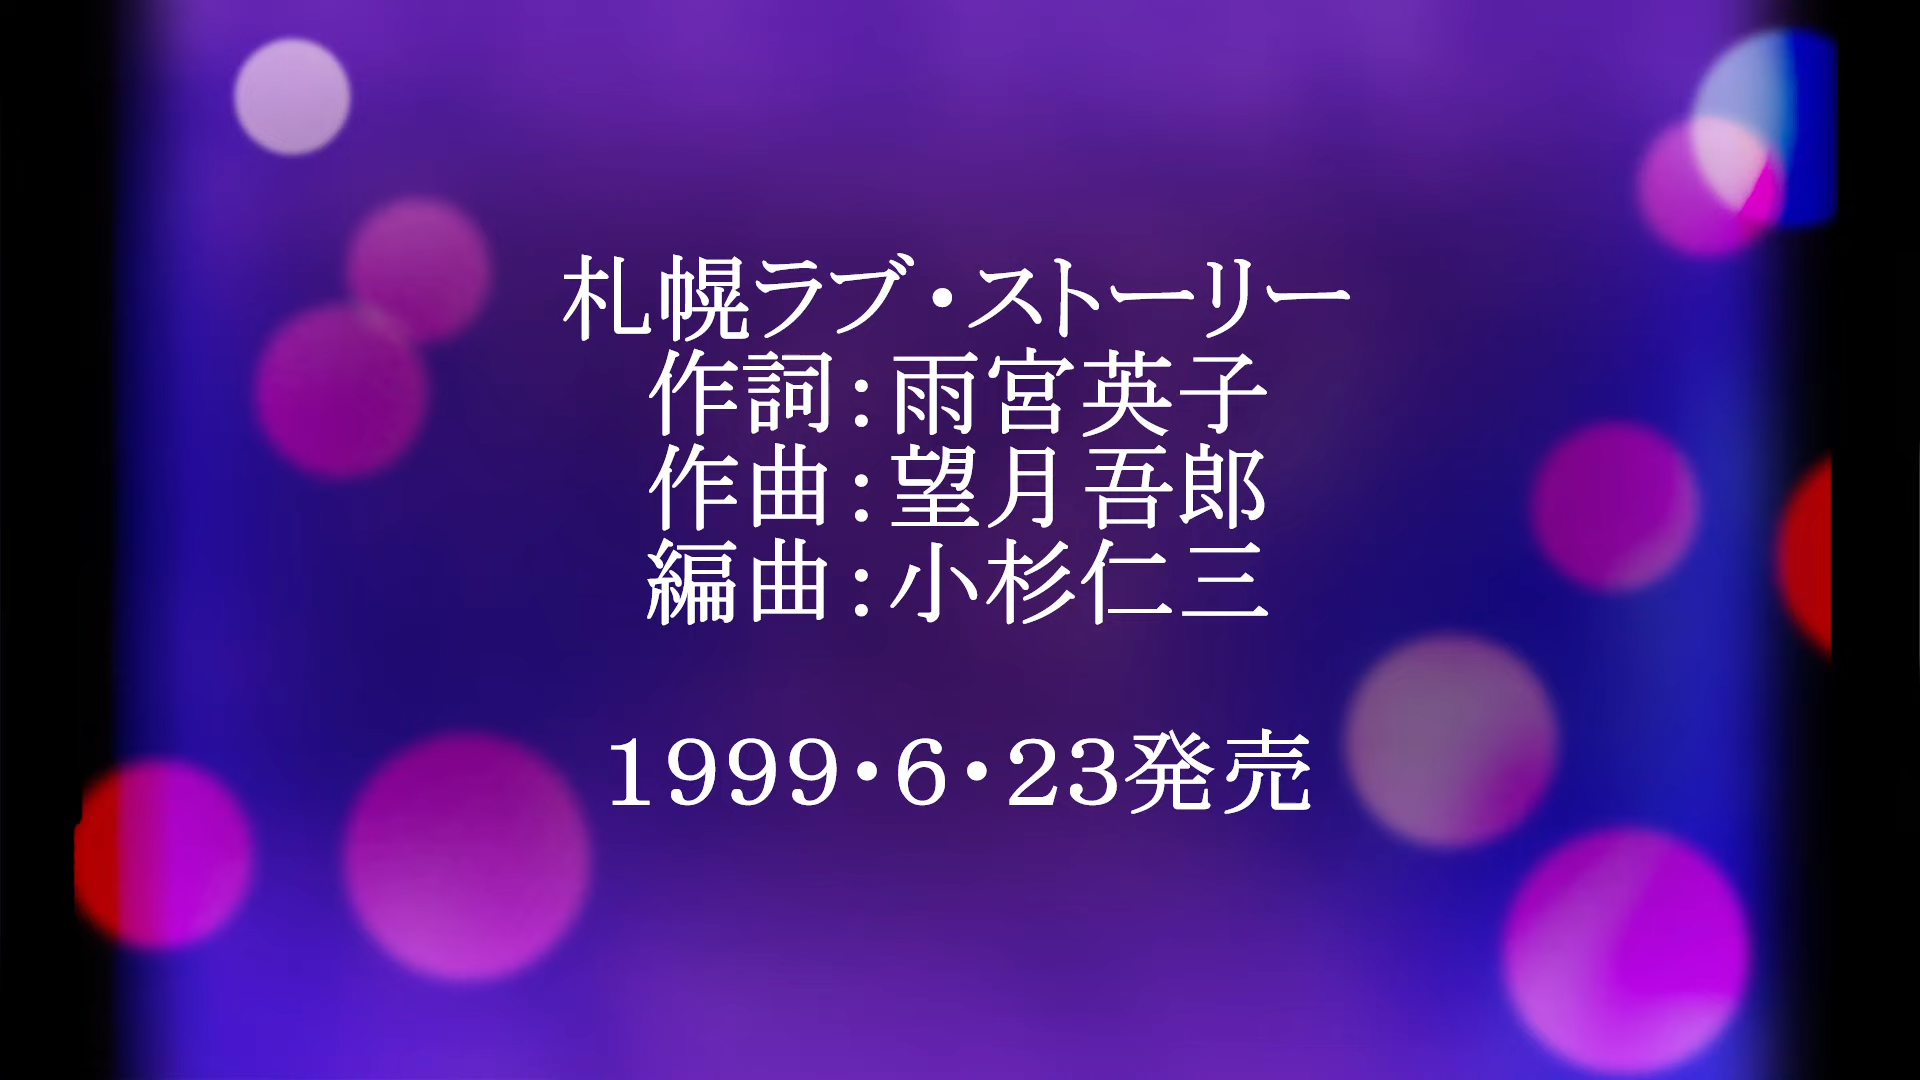 札幌ラブ・ストーリー
作詞：雨宮英子
作曲：望月吾郎
編曲：小杉仁三
１９９９・６・２３発売